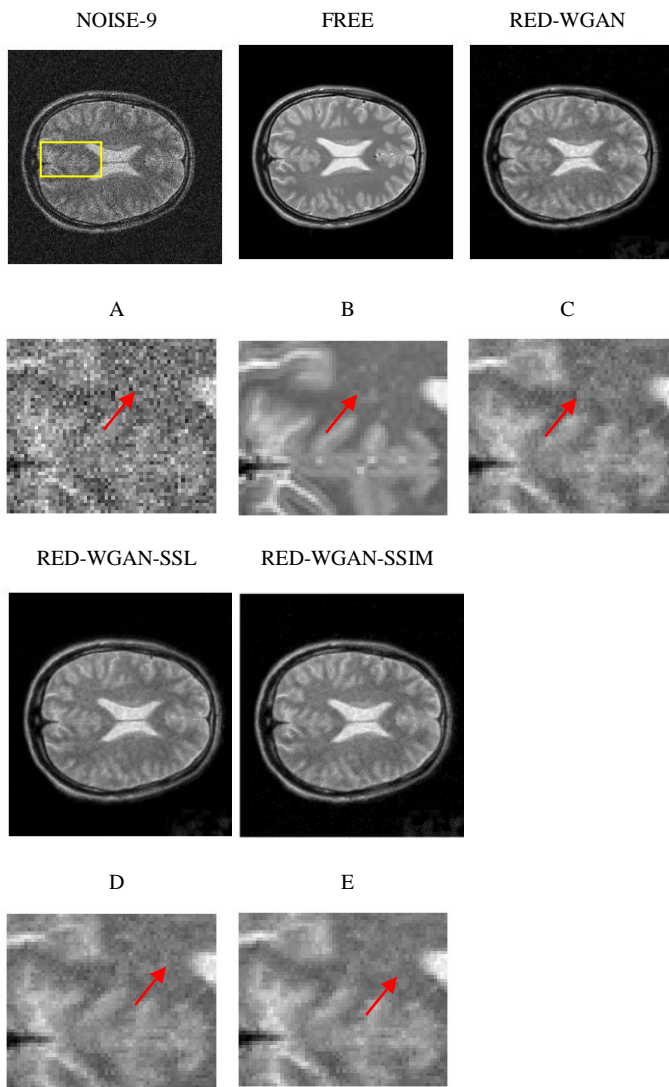 NOISE-9 FREE RED-WGAN
A B C
RED-WGAN-SSL RED-WGAN-SSIM
D E